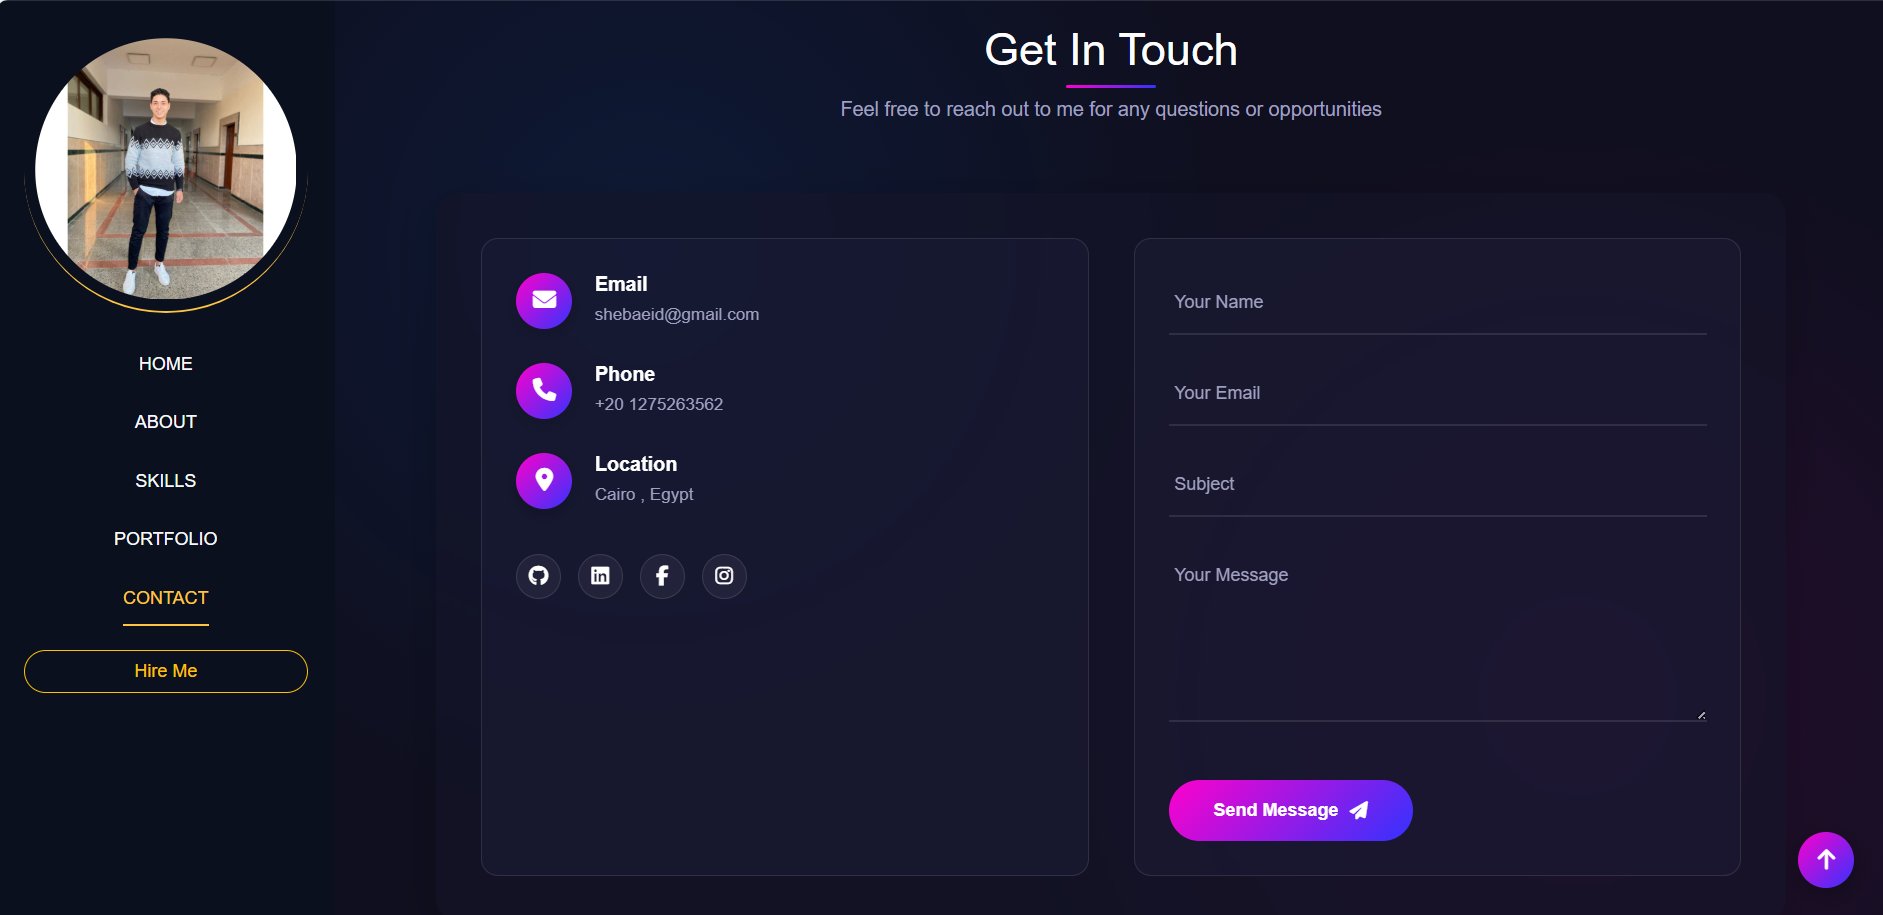 HOME
ABOUT
SKILLS
PORTFOLIO
CONTACT
Hire Me
Get In Touch
Feel free to reach out to me for any questions or opportunities
Email
shebaeid@gmail.com
Phone
+20 1275263562
Location
Cairo , Egypt
Your Name
Your Email
Subject
Your Message
Send Message